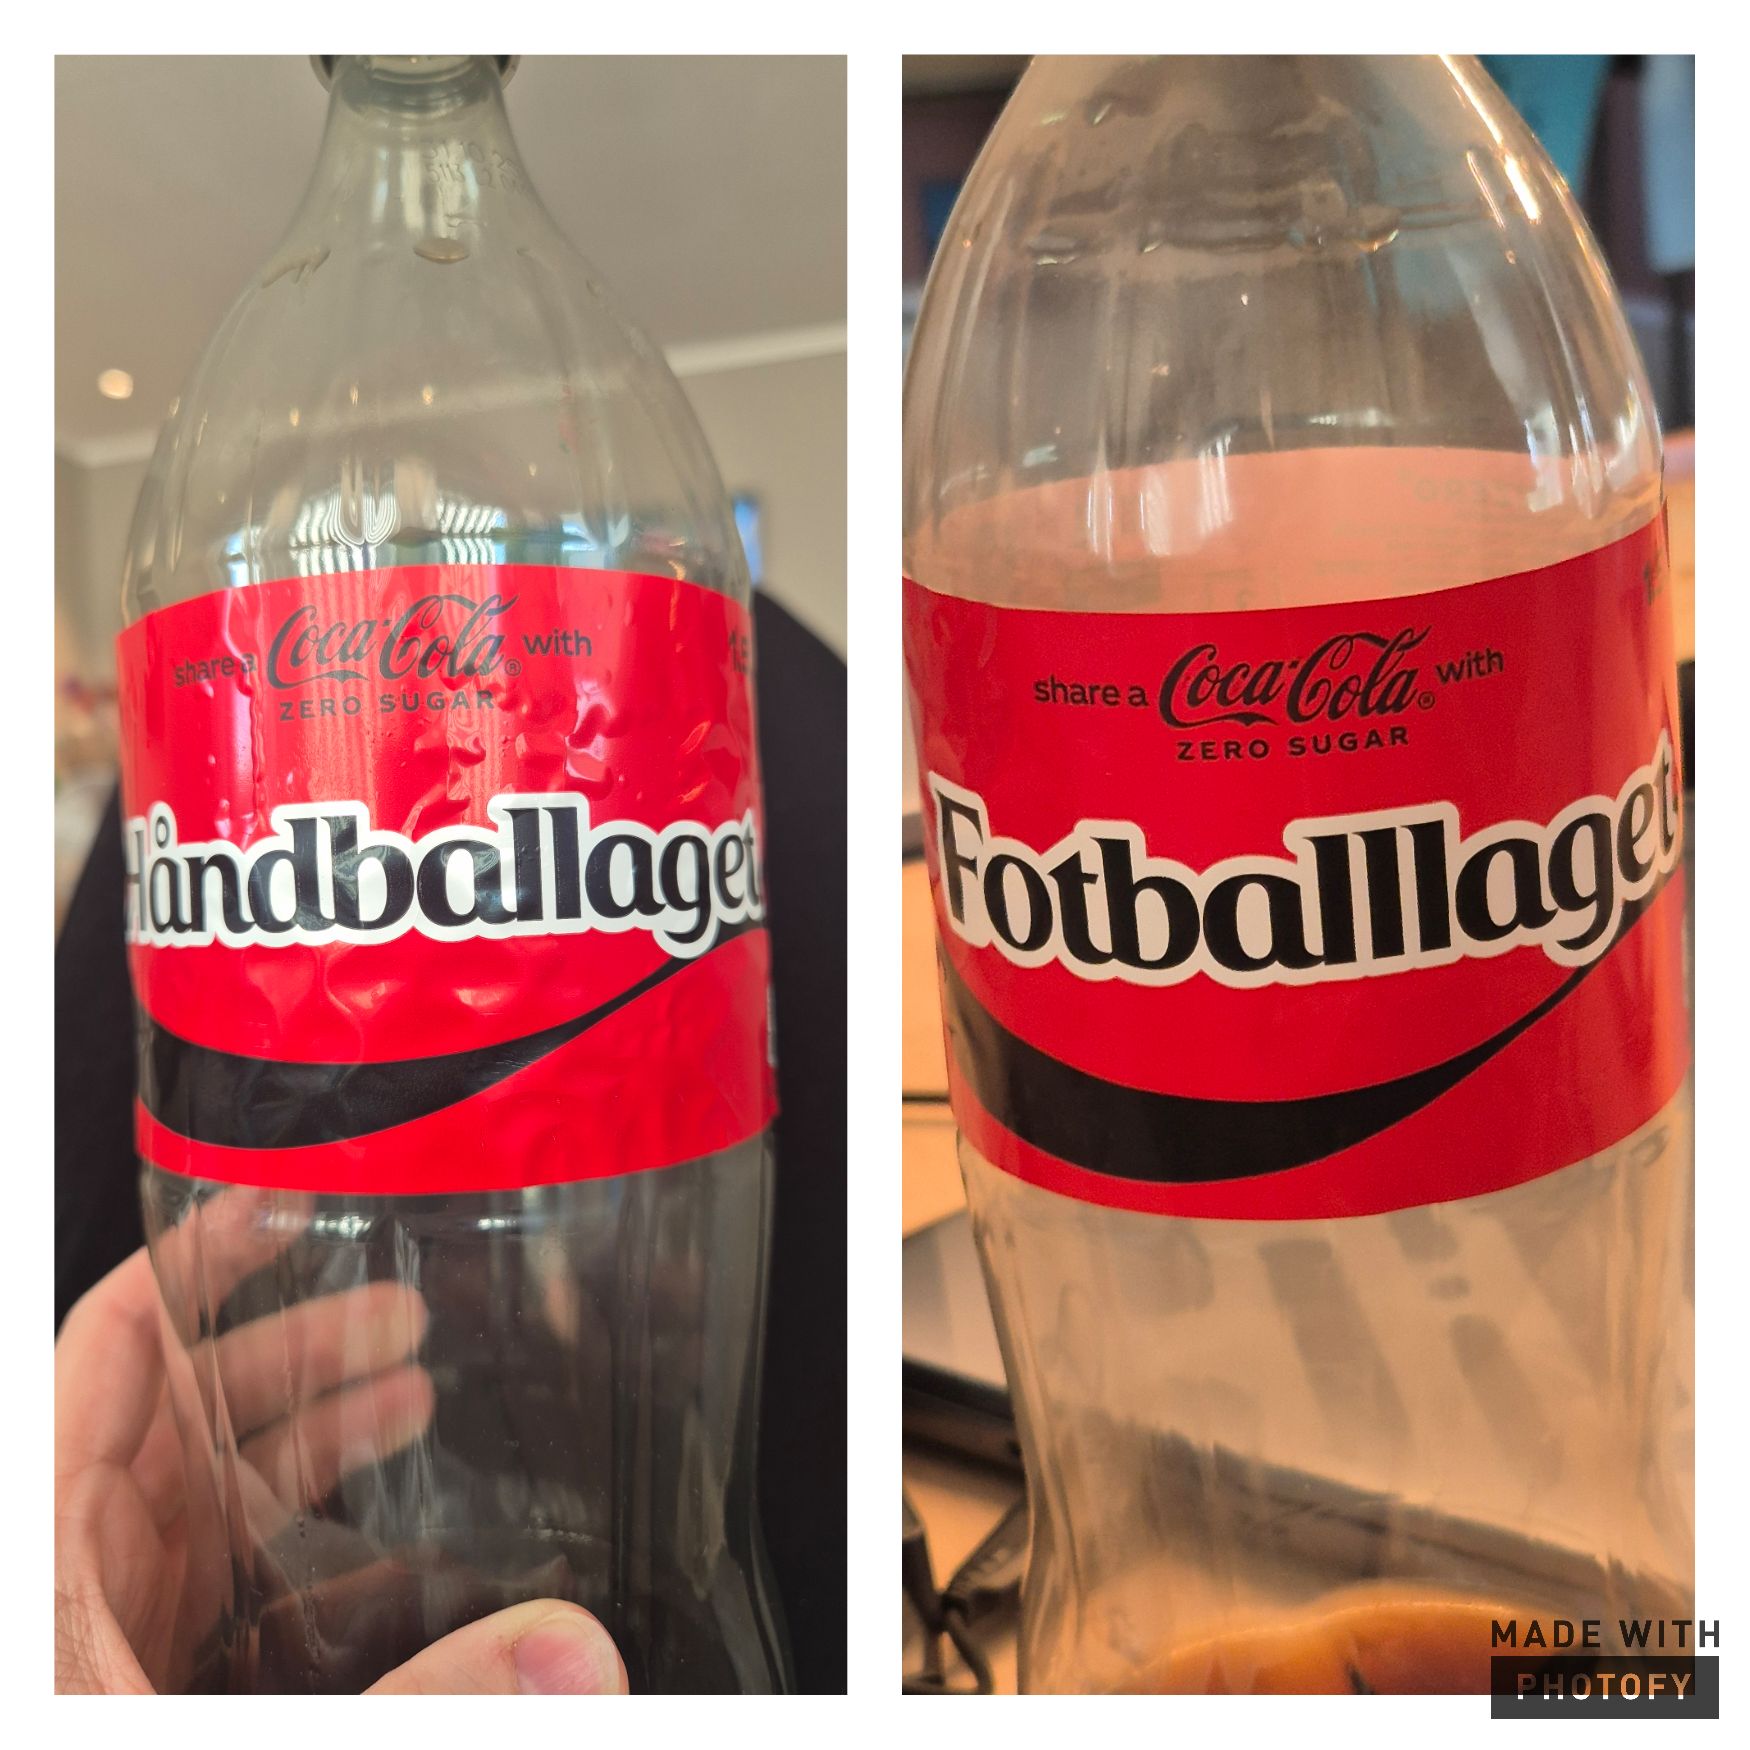 share a Coca-Cola® with
ZERO SUGAR
Håndballaget
share a Coca-Cola® with
ZERO SUGAR
Fotballlaget
MADE WITH
PHOTOFY